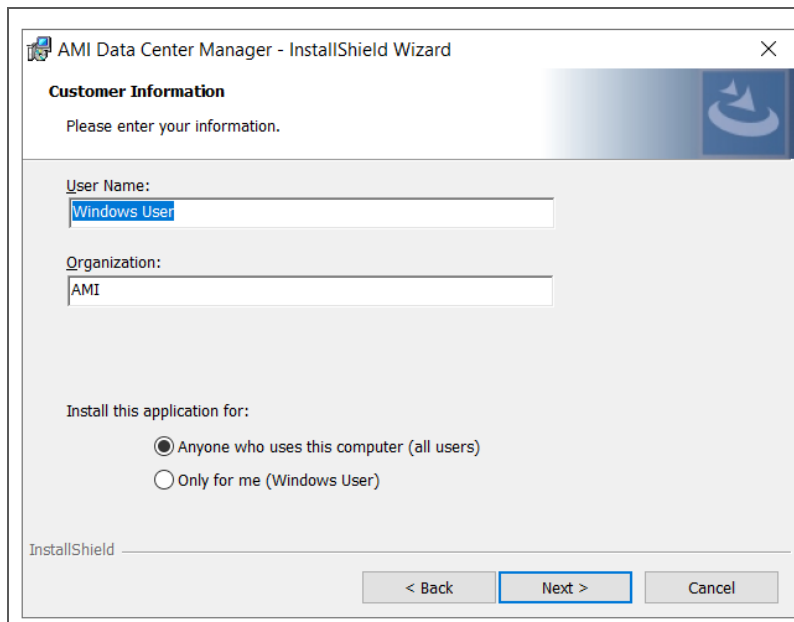 AMI Data Center Manager - InstallShield Wizard
Customer Information
Please enter your information.
User Name:
Windows User
Organization:
AMI
Install this application for:
Anyone who uses this computer (all users)
Only for me (Windows User)
InstallShield
< Back Next > Cancel